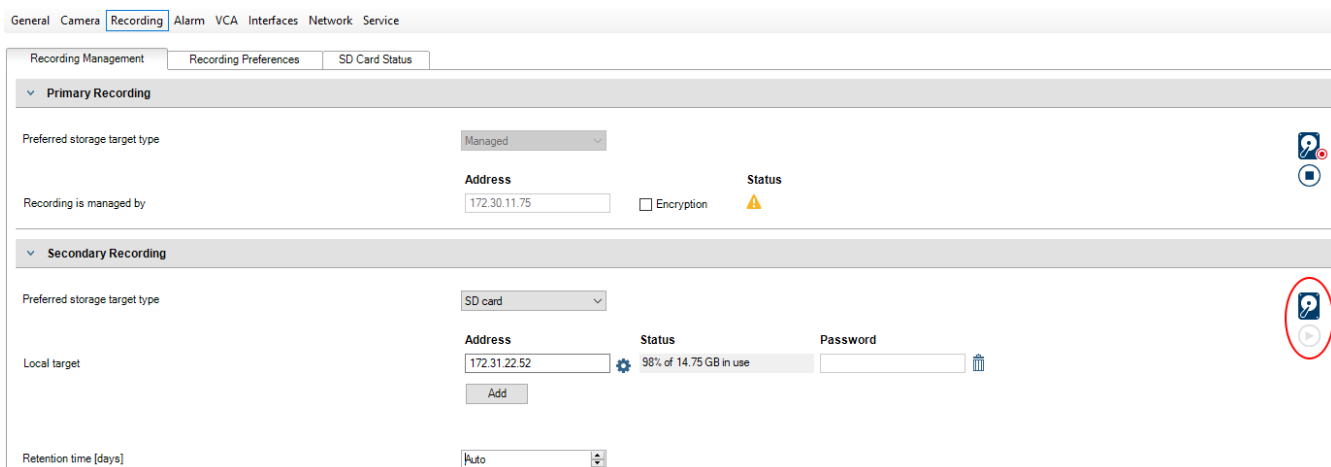 General Camera Recording Alarm VCA Interfaces Network Service
Recording Management Recording Preferences SD Card Status
Primary Recording
Preferred storage target type Managed
Address Status
Recording is managed by 172.30.11.75 Encryption
Secondary Recording
Preferred storage target type SD card
Address Status Password
Local target 172.31.22.52 98% of 14.75 GB in use
Add
Retention time [days] Auto